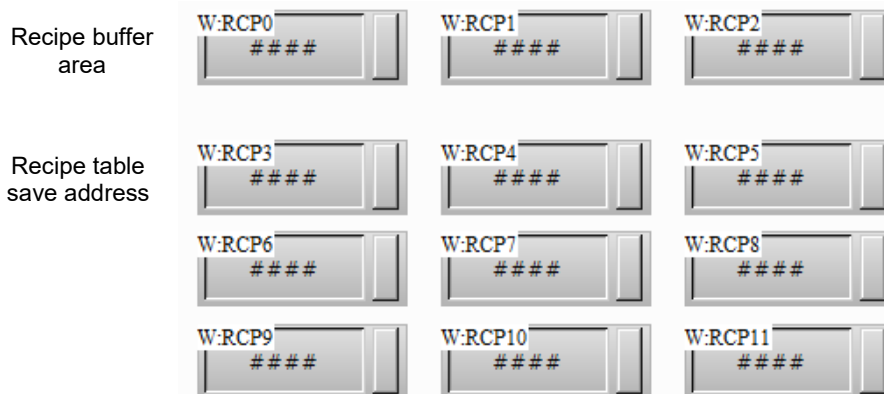 Recipe buffer
area
W:RCP0 W:RCP1 W:RCP2
#### #### ####
Recipe table
save address
W:RCP3 W:RCP4 W:RCP5
#### #### ####
W:RCP6 W:RCP7 W:RCP8
#### #### ####
W:RCP9 W:RCP10 W:RCP11
#### #### ####